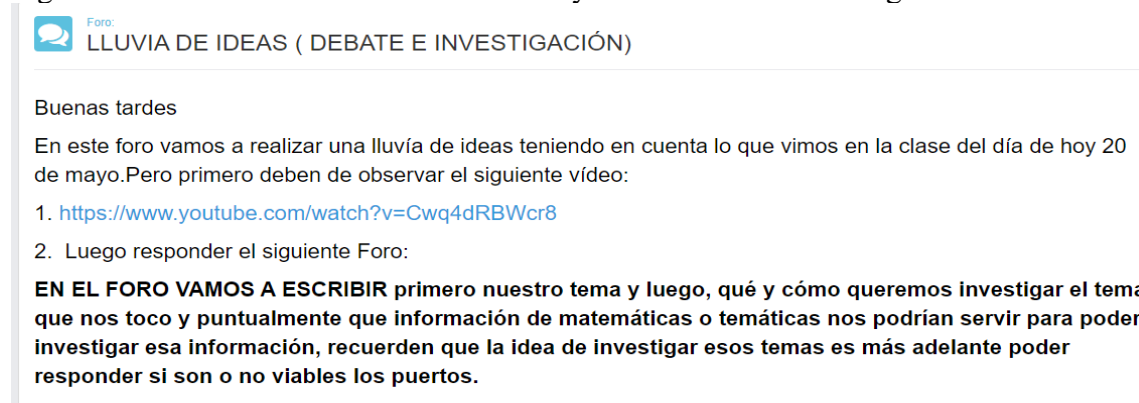 Foro:
LLUVIA DE IDEAS ( DEBATE E INVESTIGACIÓN)
Buenas tardes
En este foro vamos a realizar una lluvía de ideas teniendo en cuenta lo que vimos en la clase del día de hoy 20
de mayo.Pero primero deben de observar el siguiente vídeo:
1. https://www.youtube.com/watch?v=Cwq4dRBWcr8
2. Luego responder el siguiente Foro:
EN EL FORO VAMOS A ESCRIBIR primero nuestro tema y luego, qué y cómo queremos investigar el tema
que nos toco y puntualmente que información de matemáticas o temáticas nos podrían servir para poder
investigar esa información, recuerden que la idea de investigar esos temas es más adelante poder
responder si son o no viables los puertos.